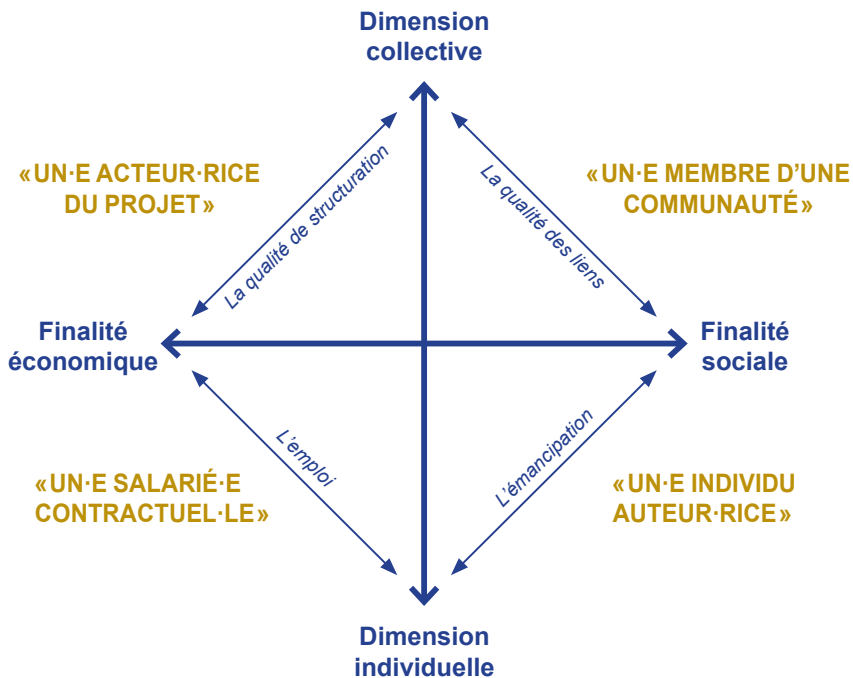 Dimension
collective
«UN·E ACTEUR·RICE
DU PROJET»
La qualité de structuration
La qualité des liens
«UN·E MEMBRE D’UNE
COMMUNAUTÉ»
Finalité
économique
Finalité
sociale
«UN·E SALARIÉ·E
CONTRACTUEL·LE»
L’emploi
L’émancipation
«UN·E INDIVIDU
AUTEUR·RICE»
Dimension
individuelle